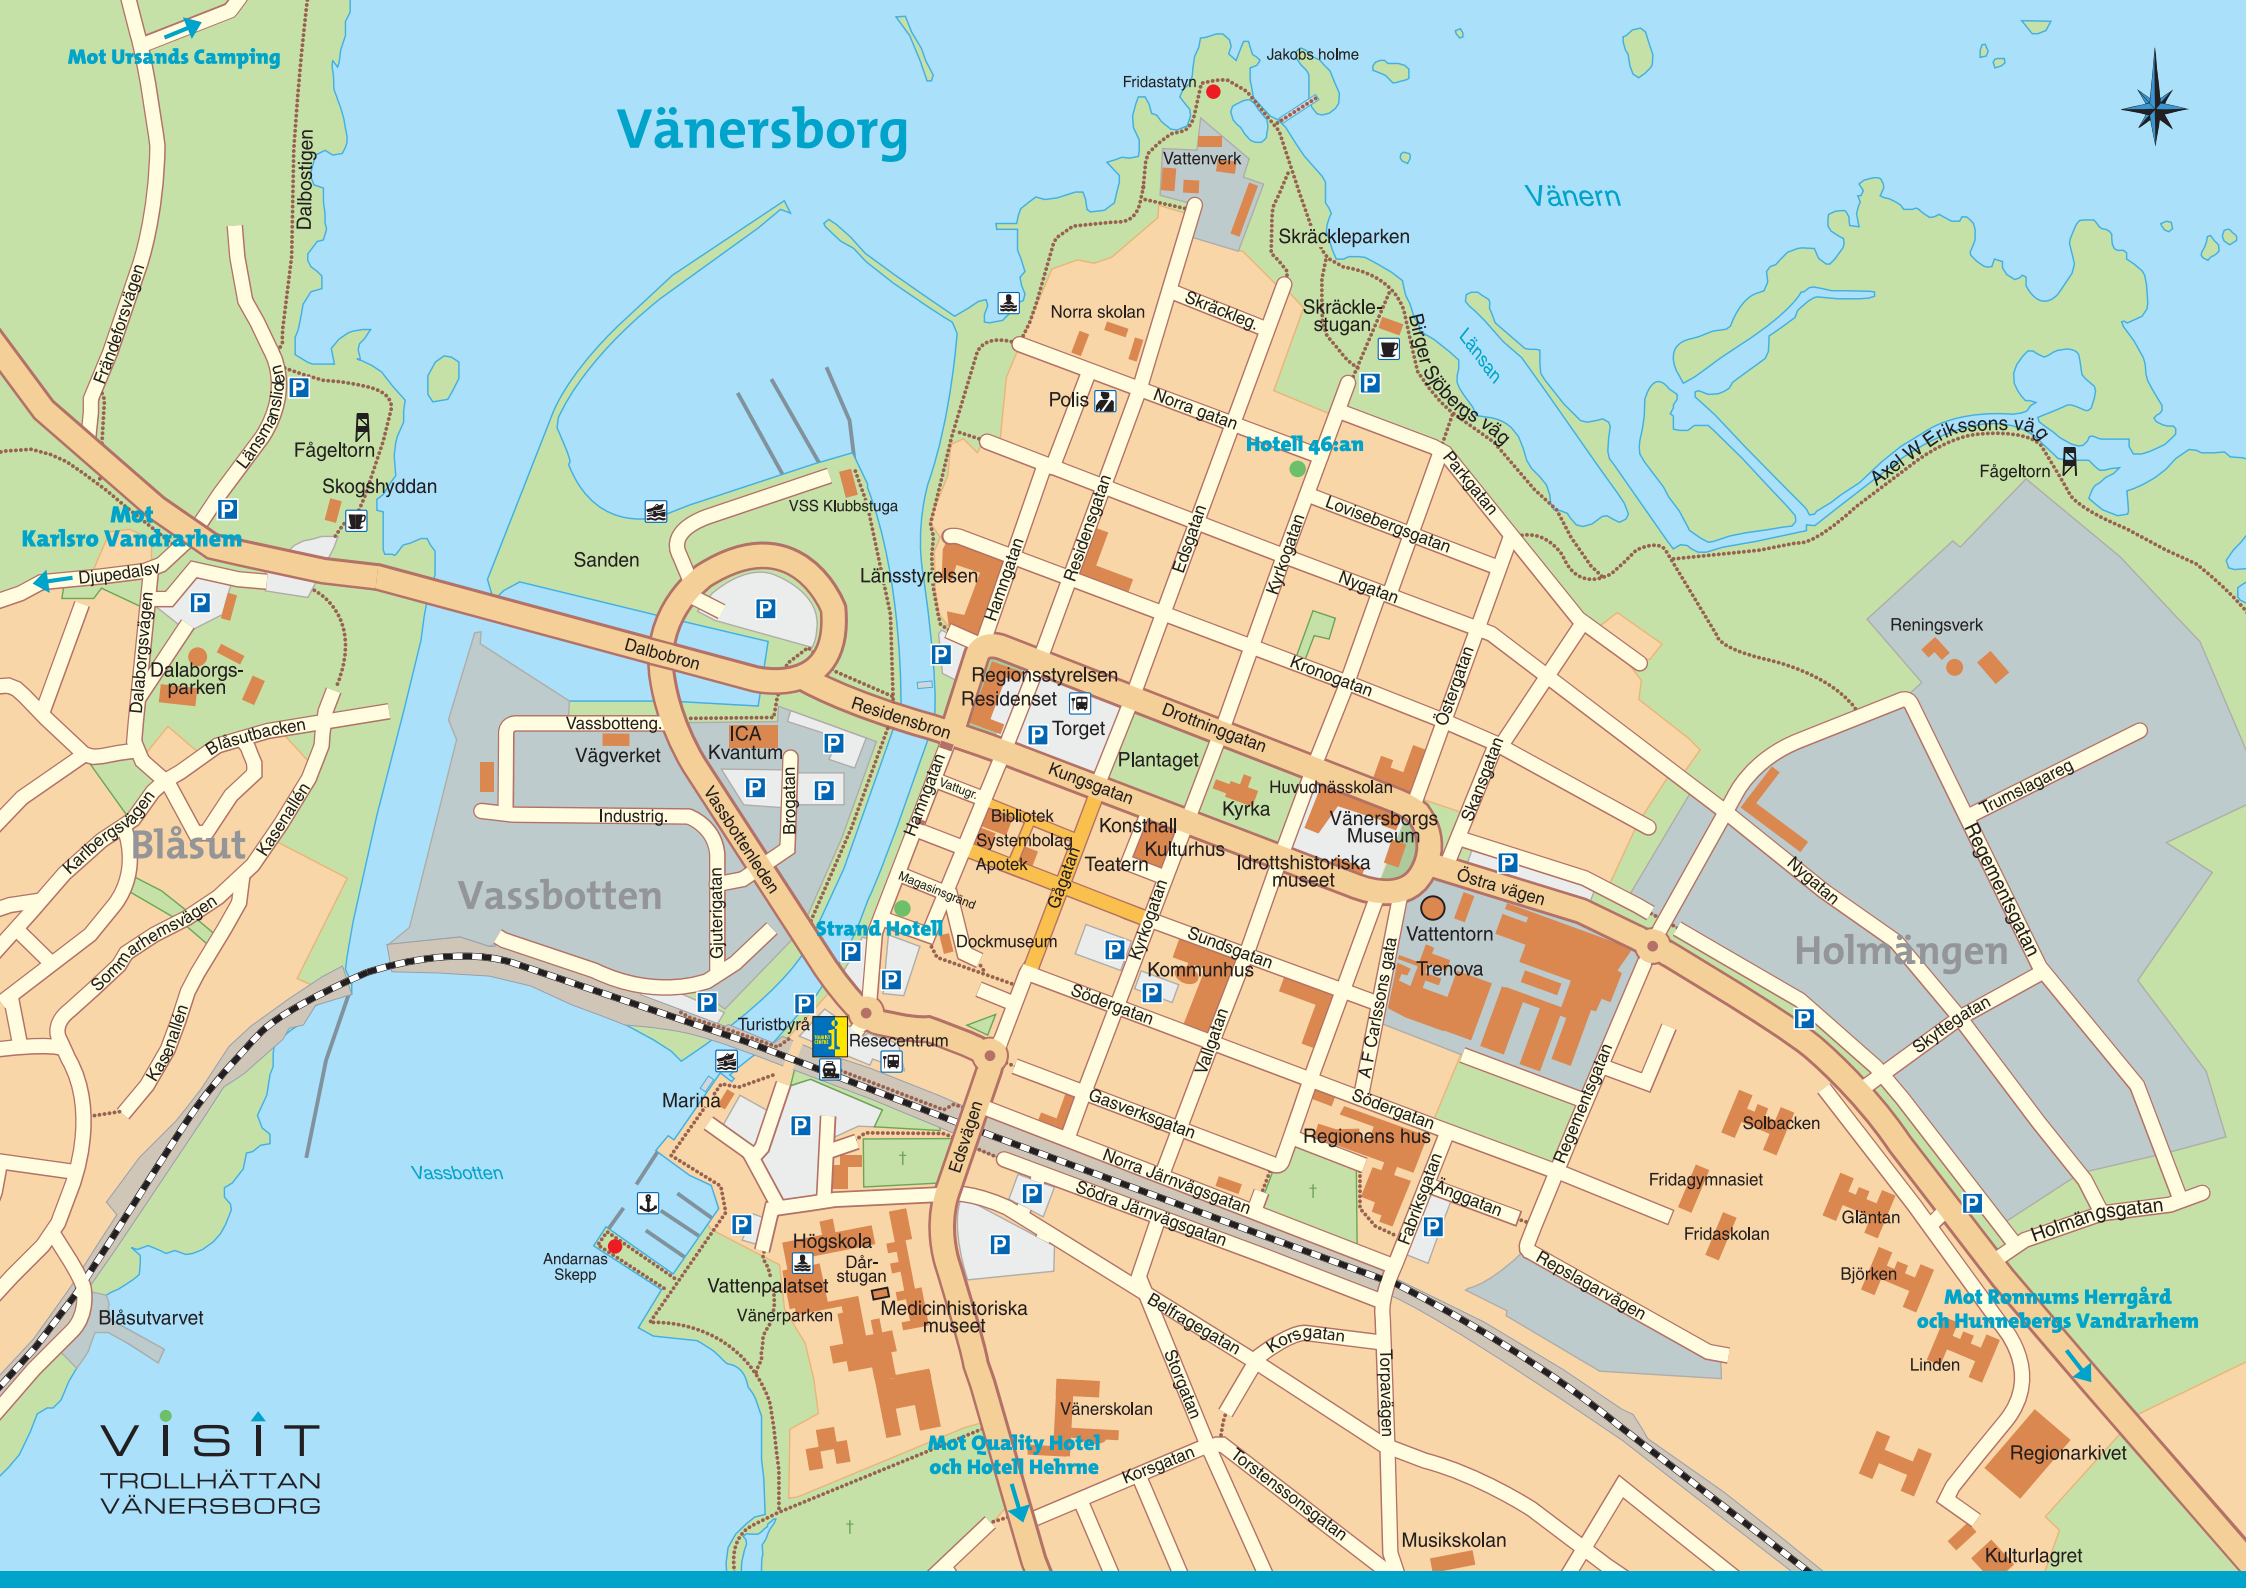 Mot Ursands Camping
Vänersborg
Fridastatyn
Jakobs holme
Vattenverk
Vänern
Dalbostigen
Skräckleparken
Frändeforsvägen
Länsmansliden
P
Fågeltorn
Skogshyddan
P
Mot
Karlsro Vandrarhem
Djupedalsv
Dalaborgsvägen
P
Dalaborgs-
parken
Blåsutbacken
Karlbergsvägen
Blåsut
Kasenallén
Sommarhemsvägen
Kasenallén
Norra skolan
Skräckleg.
Skräckle-
stugan
Birger Sjöbergs väg
Länsan
P
Polis
Norra gatan
Hotell 46:an
Parkgatan
Axel W Erikssons väg
Fågeltorn
VSS Klubbstuga
Sanden
Länsstyrelsen
Hamngatan
Residensgatan
Edsgatan
Kyrkogatan
Lovisebergsgatan
Nygatan
P
Dalbobron
P
Regionsstyrelsen
Residenset
P
Torget
Kronogatan
Östergatan
Reningsverk
Residensbron
Drottninggatan
Plantaget
Kungsgatan
Vassbotteng.
Vägverket
ICA
Kvantum
P
P
P
Industrig.
Brogatan
Vassbottenleden
Vassbotten
Gjuterigatan
Hamngatan
Vattugr.
Bibliotek
Systembolag
Apotek
Gågatan
Konsthall
Kulturhus
Teatern
Kyrka
Huvudnässkolan
Vänersborgs
Museum
Idrottshistoriska
museet
Skansgatan
P
Östra vägen
Trumslagareg
Regementsgatan
Nygatan
Holmängen
Magasinsgränd
Strand Hotell
P
P
Dockmuseum
P
Kyrkogatan
Sundsgatan
Kommunhus
P
Vattentorn
Trenova
A F Carlssons gata
P
P
Turistbyrå
Resecentrum
Södergatan
Vallgatan
P
Skyttegatan
Marina
P
Gasverksgatan
Södergatan
Regionens hus
Regementsgatan
Solbacken
Vassbotten
Edsvägen
P
Norra Järnvägsgatan
Södra Järnvägsgatan
Fabriksgatan
Änggatan
P
Fridagymnasiet
Fridaskolan
Gläntan
P
Holmängsgatan
Andarnas
Skepp
P
Högskola
Dår-
stugan
Vattenpalatset
Vänerparken
Medicinhistoriska
museet
P
Belfragegatan
Korsgatan
Repslagarvägen
Björken
Mot Ronnums Herrgård
och Hunnebergs Vandrarhem
Linden
Blåsutvarvet
Storgatan
Torpavägen
Vänerskolan
Mot Quality Hotel
och Hotell Hehrne
Korsgatan
Torstenssonsgatan
Musikskolan
Regionarkivet
Kulturlagret
VISIT
TROLLHÄTTAN
VÄNERSBORG